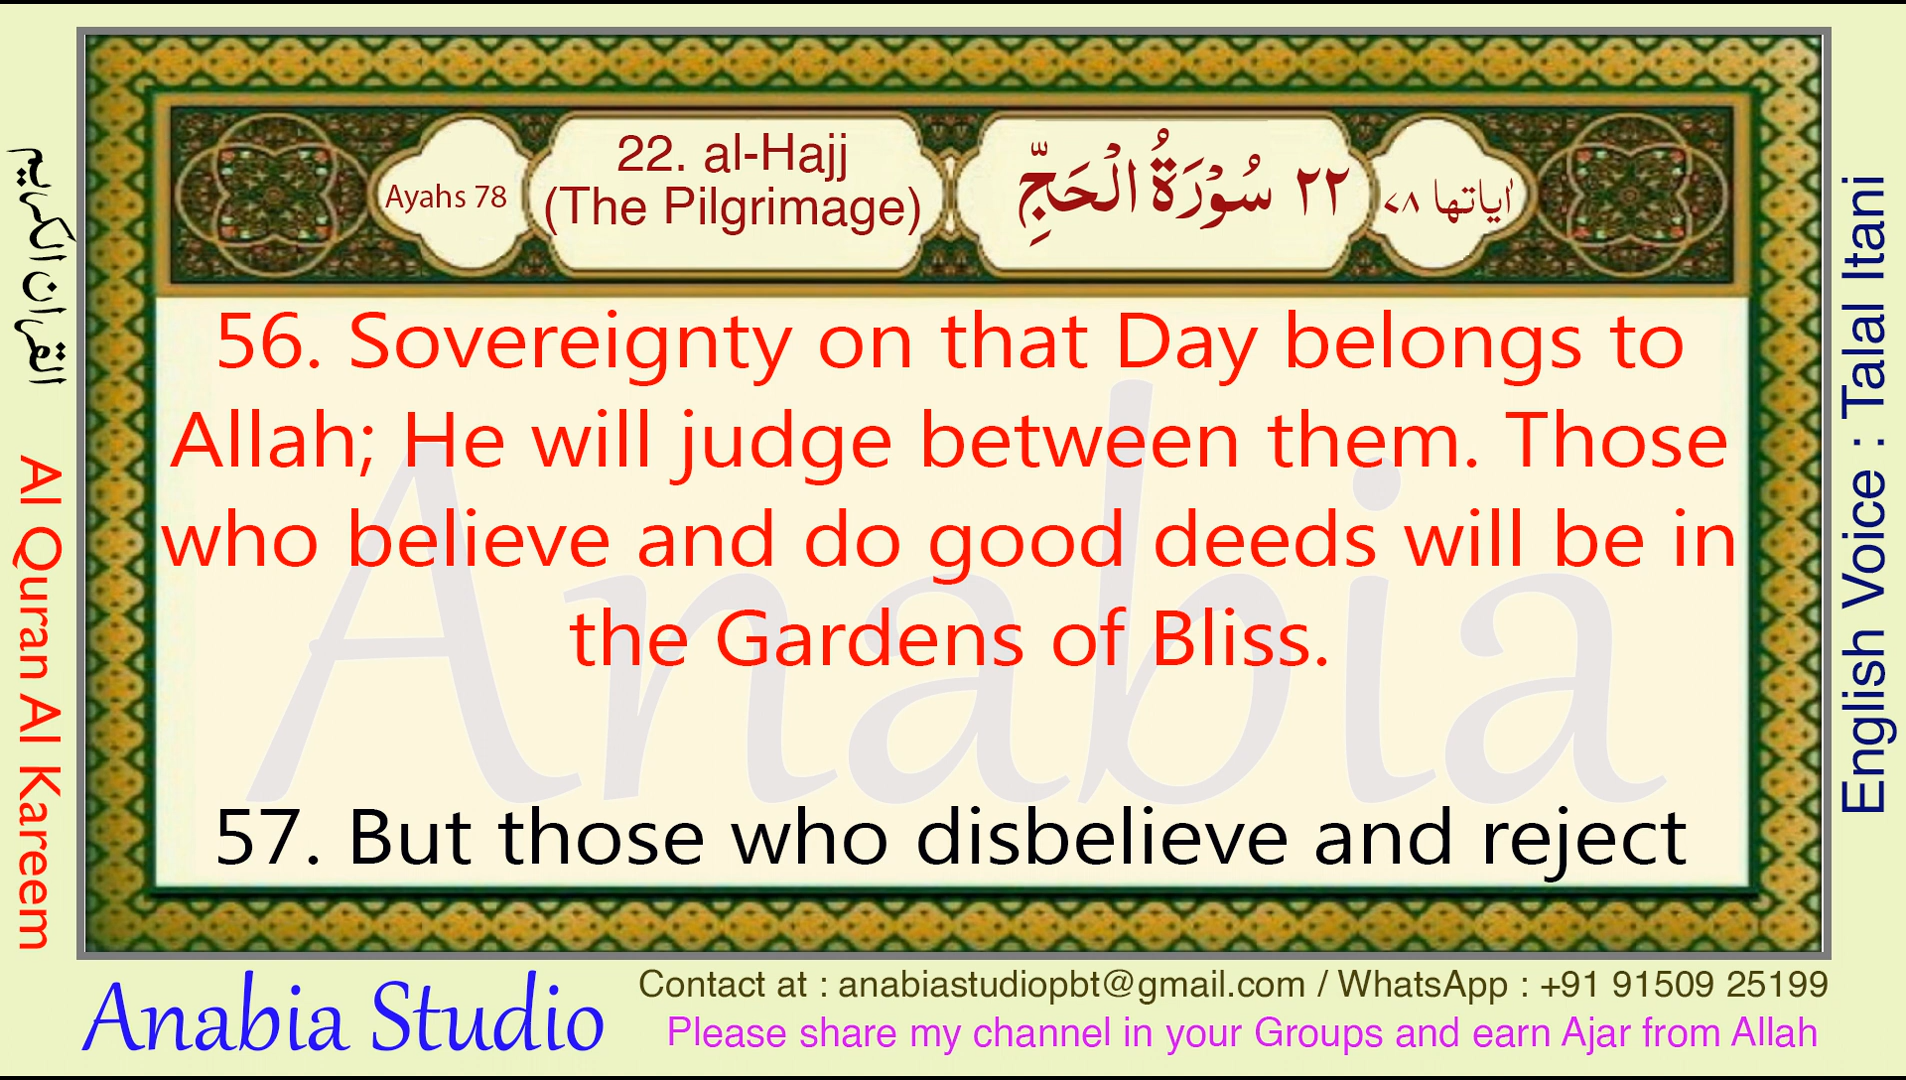 Ayahs 78
22. al-Hajj
(The Pilgrimage)
٢٢ سُوْرَةُ الْحَجِّ
اٰیاتها ٧٨
56. Sovereignty on that Day belongs to
Allah; He will judge between them. Those
who believe and do good deeds will be in
the Gardens of Bliss.
57. But those who disbelieve and reject
Anabia
القران الكريم
Al Quran Al Kareem
English Voice : Talal Itani
Anabia Studio
Contact at : anabiastudiopbt@gmail.com / WhatsApp : +91 91509 25199
Please share my channel in your Groups and earn Ajar from Allah